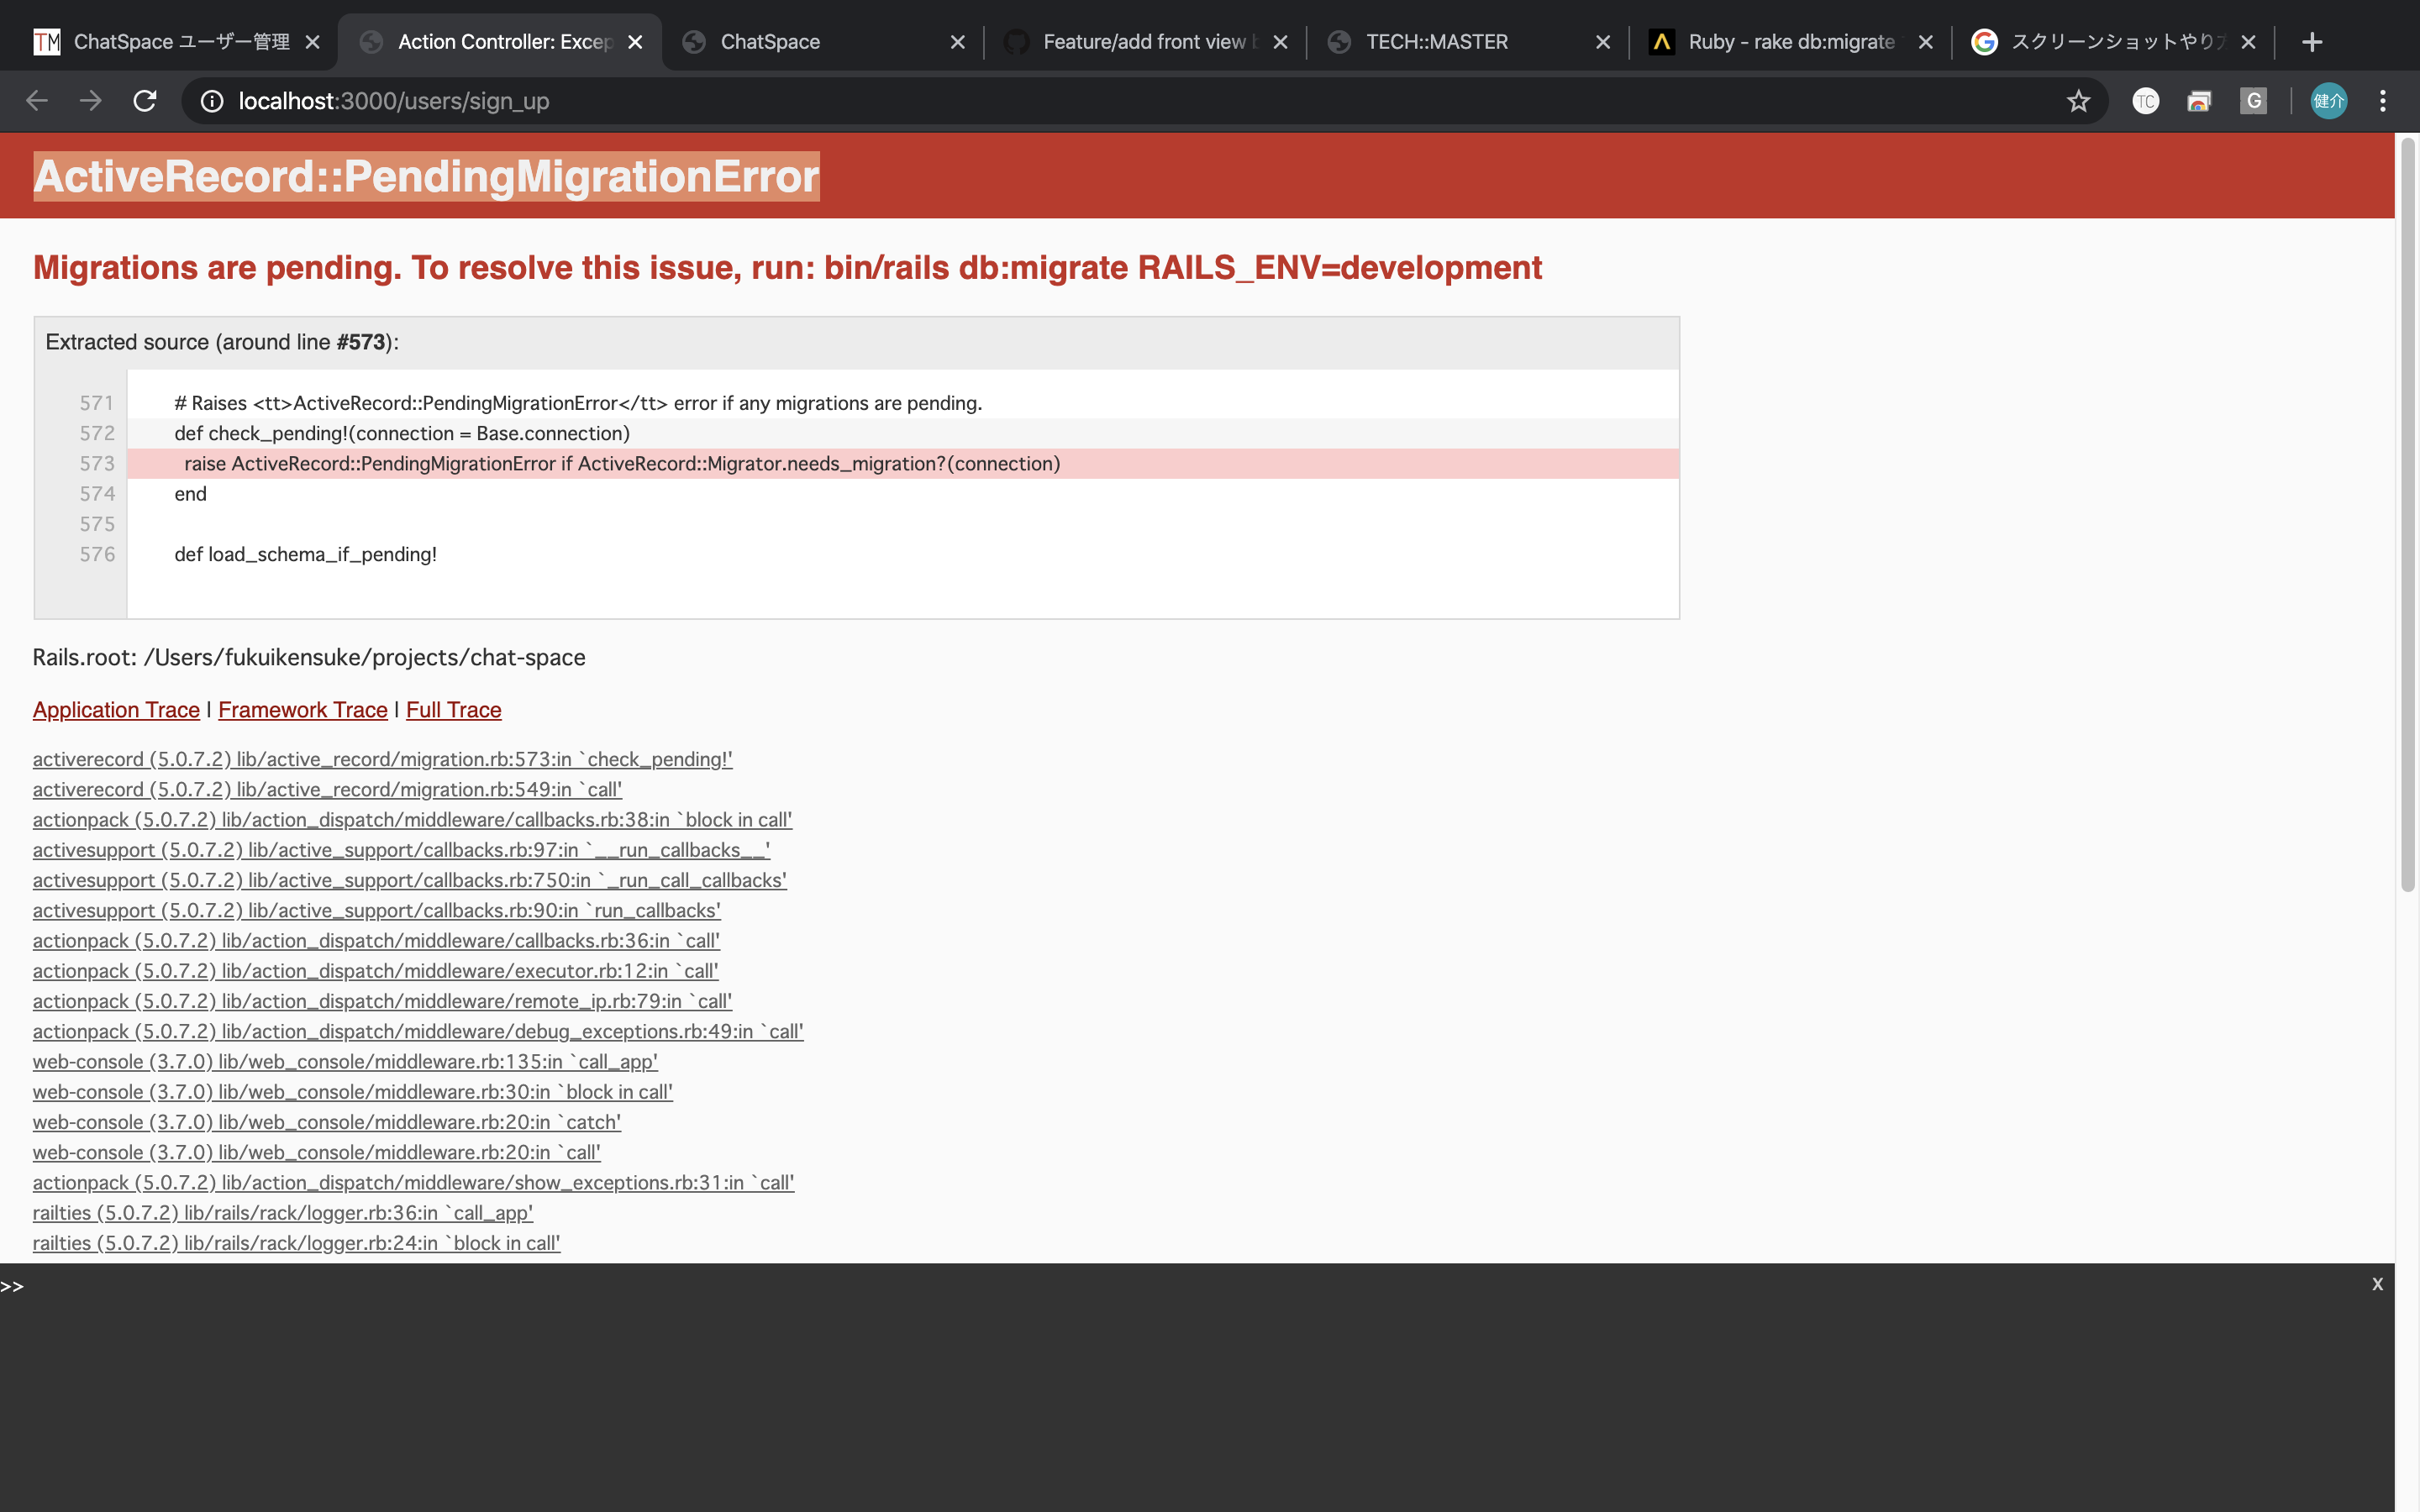 TM ChatSpace ユーザー管理
Action Controller: Excep
ChatSpace
Feature/add front view
TECH::MASTER
Ruby - rake db:migrate
スクリーンショットやり
localhost:3000/users/sign_up
TC
G
健介
ActiveRecord::PendingMigrationError
Migrations are pending. To resolve this issue, run: bin/rails db:migrate RAILS_ENV=development
Extracted source (around line #573):
571 # Raises <tt>ActiveRecord::PendingMigrationError</tt> error if any migrations are pending.
572 def check_pending!(connection = Base.connection)
573 raise ActiveRecord::PendingMigrationError if ActiveRecord::Migrator.needs_migration?(connection)
574 end
575
576 def load_schema_if_pending!
Rails.root: /Users/fukuikensuke/projects/chat-space
Application Trace | Framework Trace | Full Trace
activerecord (5.0.7.2) lib/active_record/migration.rb:573:in `check_pending!'
activerecord (5.0.7.2) lib/active_record/migration.rb:549:in `call'
actionpack (5.0.7.2) lib/action_dispatch/middleware/callbacks.rb:38:in `block in call'
activesupport (5.0.7.2) lib/active_support/callbacks.rb:97:in `__run_callbacks__'
activesupport (5.0.7.2) lib/active_support/callbacks.rb:750:in `_run_call_callbacks'
activesupport (5.0.7.2) lib/active_support/callbacks.rb:90:in `run_callbacks'
actionpack (5.0.7.2) lib/action_dispatch/middleware/callbacks.rb:36:in `call'
actionpack (5.0.7.2) lib/action_dispatch/middleware/executor.rb:12:in `call'
actionpack (5.0.7.2) lib/action_dispatch/middleware/remote_ip.rb:79:in `call'
actionpack (5.0.7.2) lib/action_dispatch/middleware/debug_exceptions.rb:49:in `call'
web-console (3.7.0) lib/web_console/middleware.rb:135:in `call_app'
web-console (3.7.0) lib/web_console/middleware.rb:30:in `block in call'
web-console (3.7.0) lib/web_console/middleware.rb:20:in `catch'
web-console (3.7.0) lib/web_console/middleware.rb:20:in `call'
actionpack (5.0.7.2) lib/action_dispatch/middleware/show_exceptions.rb:31:in `call'
railties (5.0.7.2) lib/rails/rack/logger.rb:36:in `call_app'
railties (5.0.7.2) lib/rails/rack/logger.rb:24:in `block in call'
>>
x